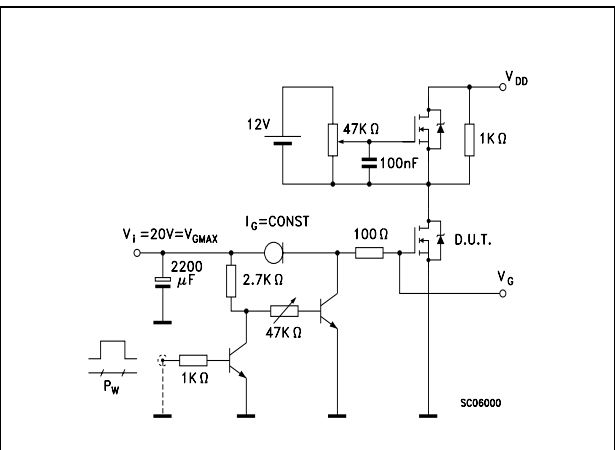 V_DD
12V
47K Ω
1K Ω
100nF
I_G=CONST
V_i =20V=V_GMAX
100 Ω
D.U.T.
2200
μF
2.7K Ω
V_G
47K Ω
1K Ω
P_W
SC06000